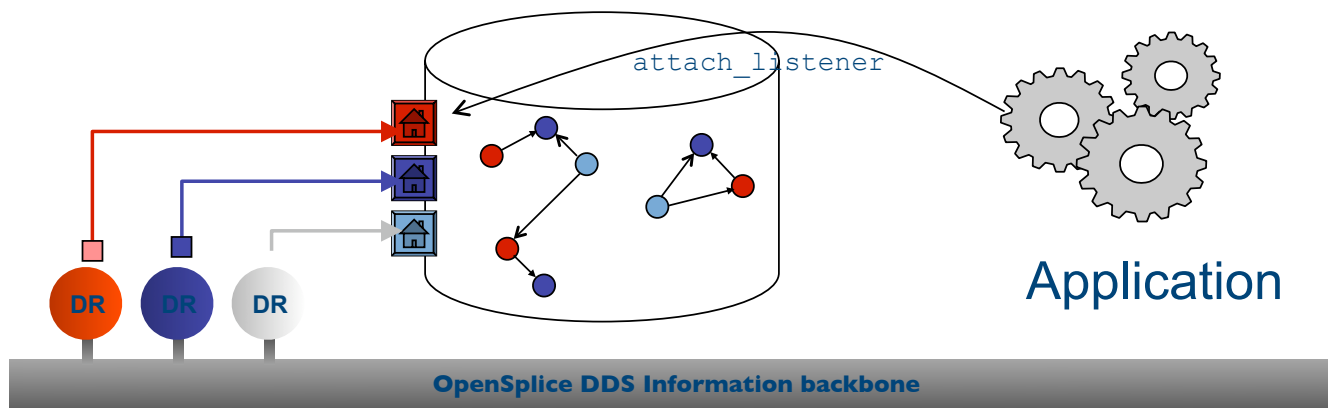 attach_listener
DR DR DR
Application
OpenSplice DDS Information backbone